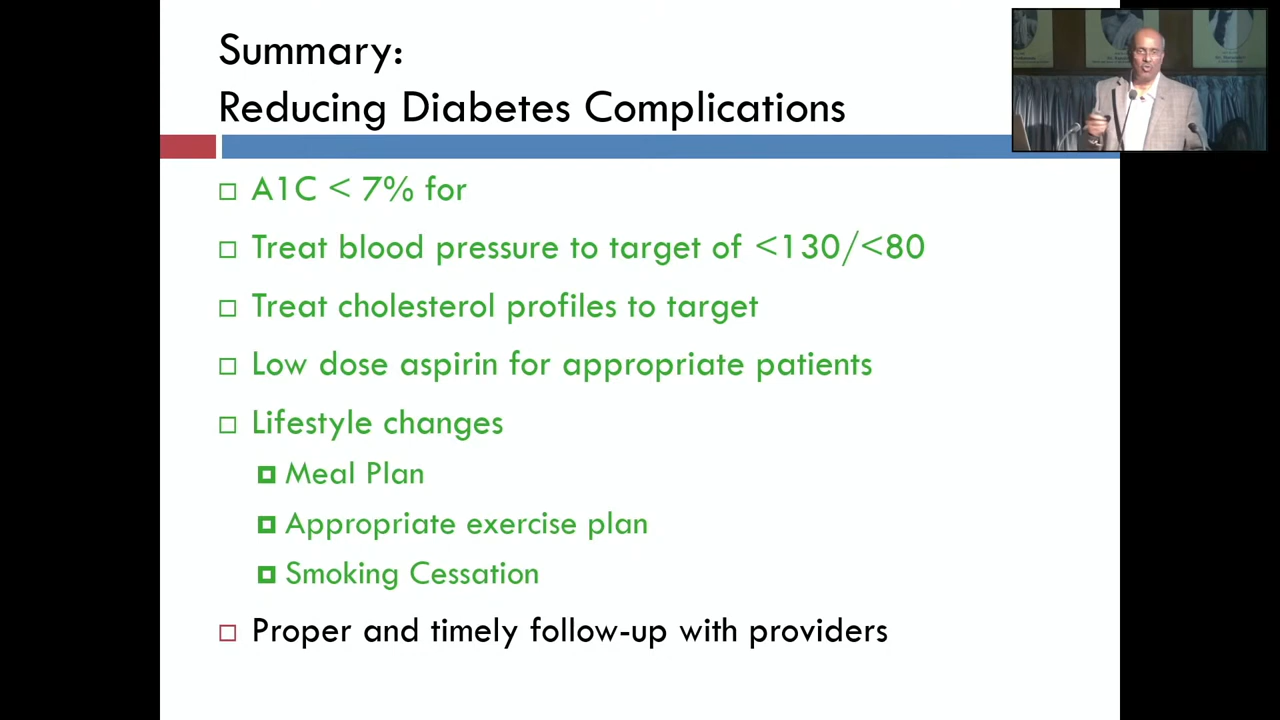 Summary:
Reducing Diabetes Complications
A1C < 7% for
Treat blood pressure to target of <130/<80
Treat cholesterol profiles to target
Low dose aspirin for appropriate patients
Lifestyle changes
Meal Plan
Appropriate exercise plan
Smoking Cessation
Proper and timely follow-up with providers